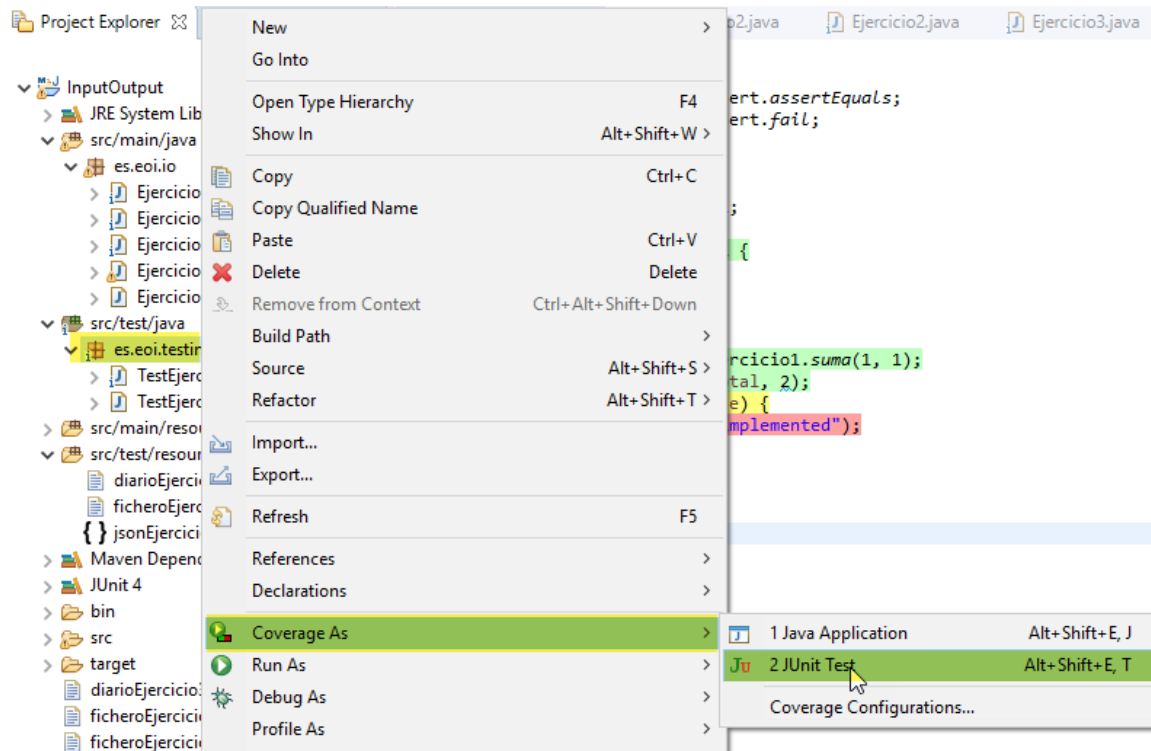 Project Explorer
InputOutput
JRE System Lib
src/main/java
es.eoi.io
Ejercicio
Ejercicio
Ejercicio
Ejercicio
Ejercicio
src/test/java
es.eoi.testin
TestEjerc
TestEjerc
src/main/resou
src/test/resour
diarioEjerci
ficheroEjerc
{ } jsonEjercici
Maven Depend
JUnit 4
bin
src
target
diarioEjercicio3
ficheroEjercici
ficheroEjercici
New >
Go Into
Open Type Hierarchy F4
Show In Alt+Shift+W >
Copy Ctrl+C
Copy Qualified Name
Paste Ctrl+V
Delete Delete
Remove from Context Ctrl+Alt+Shift+Down
Build Path >
Source Alt+Shift+S >
Refactor Alt+Shift+T >
Import...
Export...
Refresh F5
References >
Declarations >
Coverage As >
Run As >
Debug As >
Profile As >
1 Java Application Alt+Shift+E, J
2 JUnit Test Alt+Shift+E, T
Coverage Configurations...
o2.java Ejercicio2.java Ejercicio3.java
ert.assertEquals;
ert.fail;
;
{
rcicio1.suma(1, 1);
tal, 2);
e) {
mplemented");